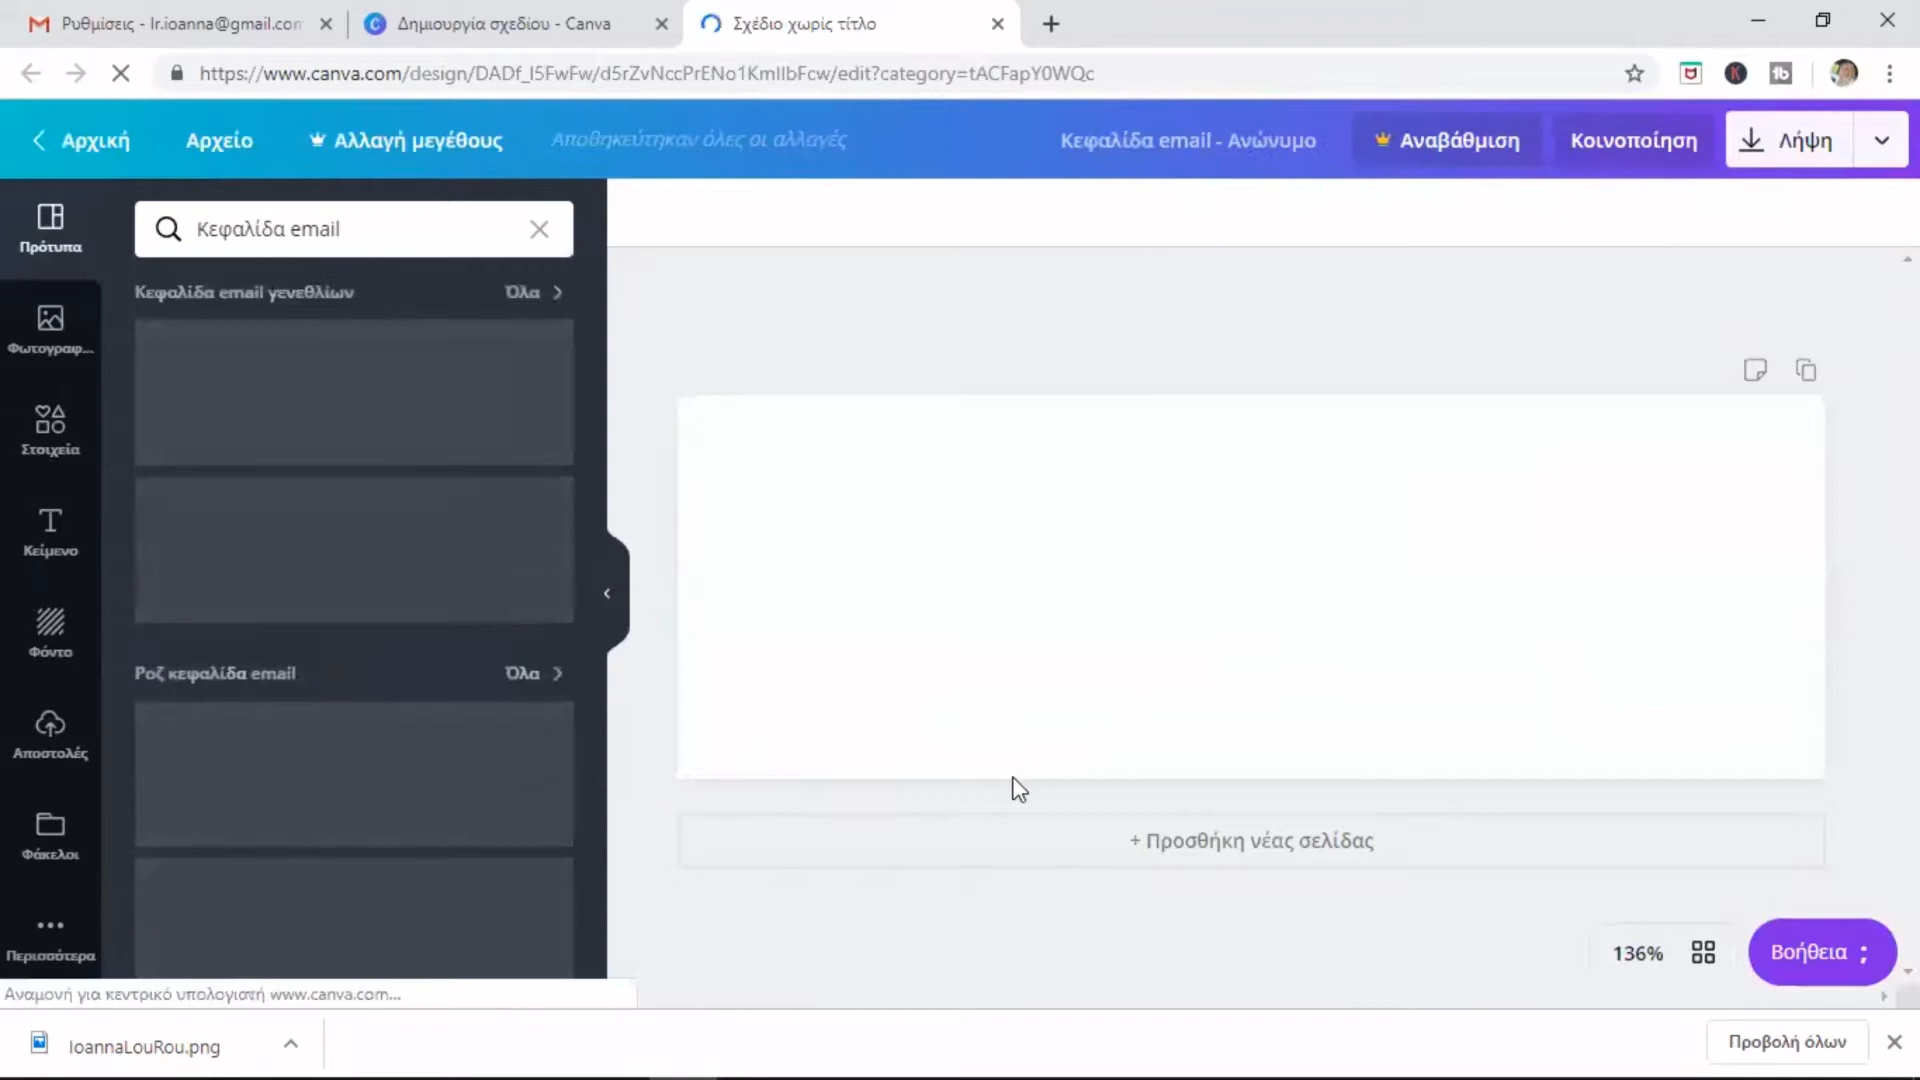 Ρυθμίσεις - lr.ioanna@gmail.com
Δημιουργία σχεδίου - Canva
Σχέδιο χωρίς τίτλο
https://www.canva.com/design/DADf_I5FwFw/d5rZvNccPrENo1KmlIbFcw/edit?category=tACFapY0WQc
Αρχική
Αρχείο
Αλλαγή μεγέθους
Αποθηκεύτηκαν όλες οι αλλαγές
Κεφαλίδα email - Ανώνυμο
Αναβάθμιση
Κοινοποίηση
Λήψη
Πρότυπα
Φωτογραφ...
Στοιχεία
Κείμενο
Φόντο
Αποστολές
Φάκελοι
Περισσότερα
Κεφαλίδα email
Κεφαλίδα email γενεθλίων
Όλα
Ροζ κεφαλίδα email
Όλα
+ Προσθήκη νέας σελίδας
136%
Βοήθεια ;
Αναμονή για κεντρικό υπολογιστή www.canva.com...
IoannaLouRou.png
Προβολή όλων